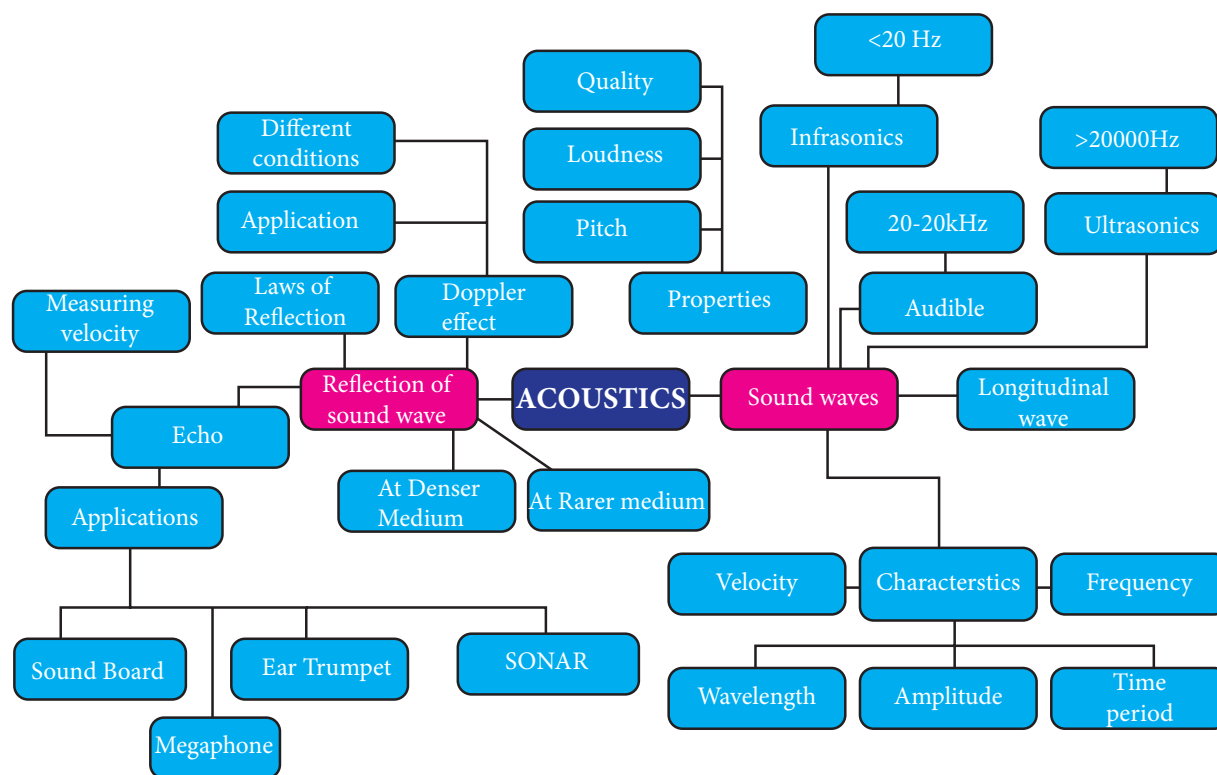 <20 Hz
Quality
Different
conditions
Infrasonics
>20000Hz
Loudness
Application
Pitch
20-20kHz
Ultrasonics
Measuring
velocity
Laws of
Reflection
Doppler
effect
Properties
Audible
Reflection of
sound wave
ACOUSTICS
Sound waves
Longitudinal
wave
Echo
At Denser
Medium
At Rarer medium
Applications
Velocity
Characterstics
Frequency
Sound Board
Ear Trumpet
SONAR
Wavelength
Amplitude
Time
period
Megaphone